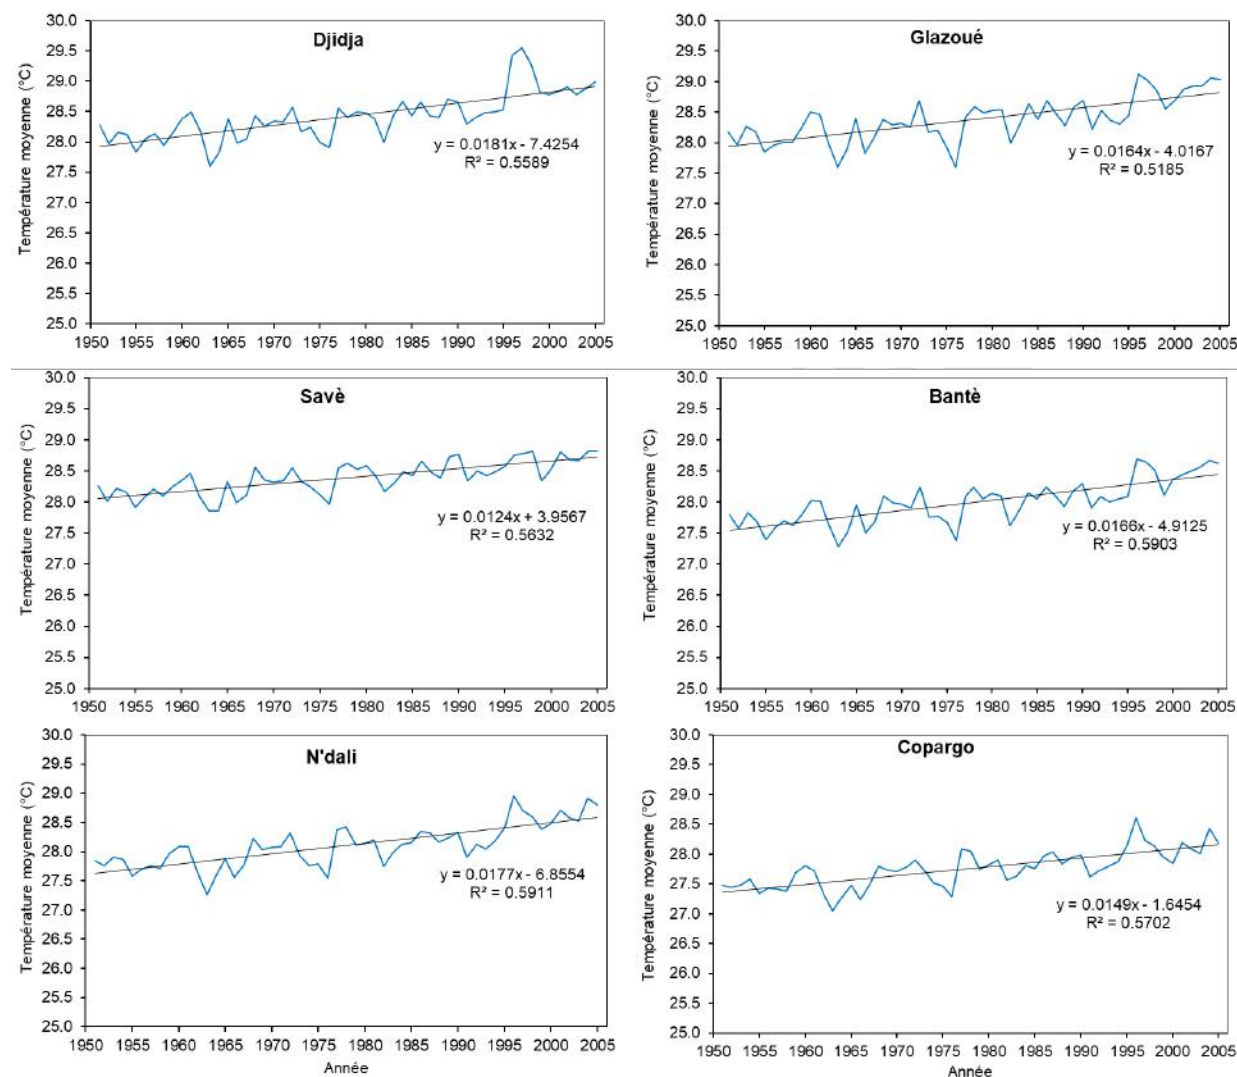 Djidja
Température moyenne (°C)
30.0
29.5
29.0
28.5
28.0
27.5
27.0
26.5
26.0
25.5
25.0
y = 0.0181x - 7.4254
R² = 0.5589
1950 1955 1960 1965 1970 1975 1980 1985 1990 1995 2000 2005
Glazoué
Température moyenne (°C)
30.0
29.5
29.0
28.5
28.0
27.5
27.0
26.5
26.0
25.5
25.0
y = 0.0164x - 4.0167
R² = 0.5185
1950 1955 1960 1965 1970 1975 1980 1985 1990 1995 2000 2005
Savè
Température moyenne (°C)
30.0
29.5
29.0
28.5
28.0
27.5
27.0
26.5
26.0
25.5
25.0
y = 0.0124x + 3.9567
R² = 0.5632
1950 1955 1960 1965 1970 1975 1980 1985 1990 1995 2000 2005
Bantè
Température moyenne (°C)
30.0
29.5
29.0
28.5
28.0
27.5
27.0
26.5
26.0
25.5
25.0
y = 0.0166x - 4.9125
R² = 0.5903
1950 1955 1960 1965 1970 1975 1980 1985 1990 1995 2000 2005
N'dali
Température moyenne (°C)
30.0
29.5
29.0
28.5
28.0
27.5
27.0
26.5
26.0
25.5
25.0
y = 0.0177x - 6.8554
R² = 0.5911
1950 1955 1960 1965 1970 1975 1980 1985 1990 1995 2000 2005
Année
Copargo
Température moyenne (°C)
30.0
29.5
29.0
28.5
28.0
27.5
27.0
26.5
26.0
25.5
25.0
y = 0.0149x - 1.6454
R² = 0.5702
1950 1955 1960 1965 1970 1975 1980 1985 1990 1995 2000 2005
Année